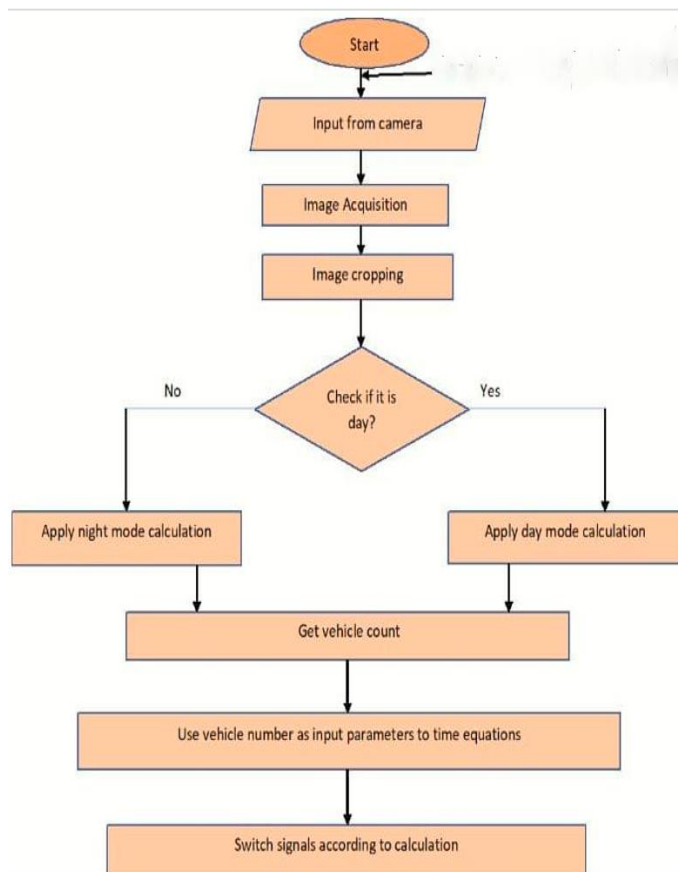 Start
Input from camera
Image Acquisition
Image cropping
No
Check if it is
day?
Yes
Apply night mode calculation
Apply day mode calculation
Get vehicle count
Use vehicle number as input parameters to time equations
Switch signals according to calculation